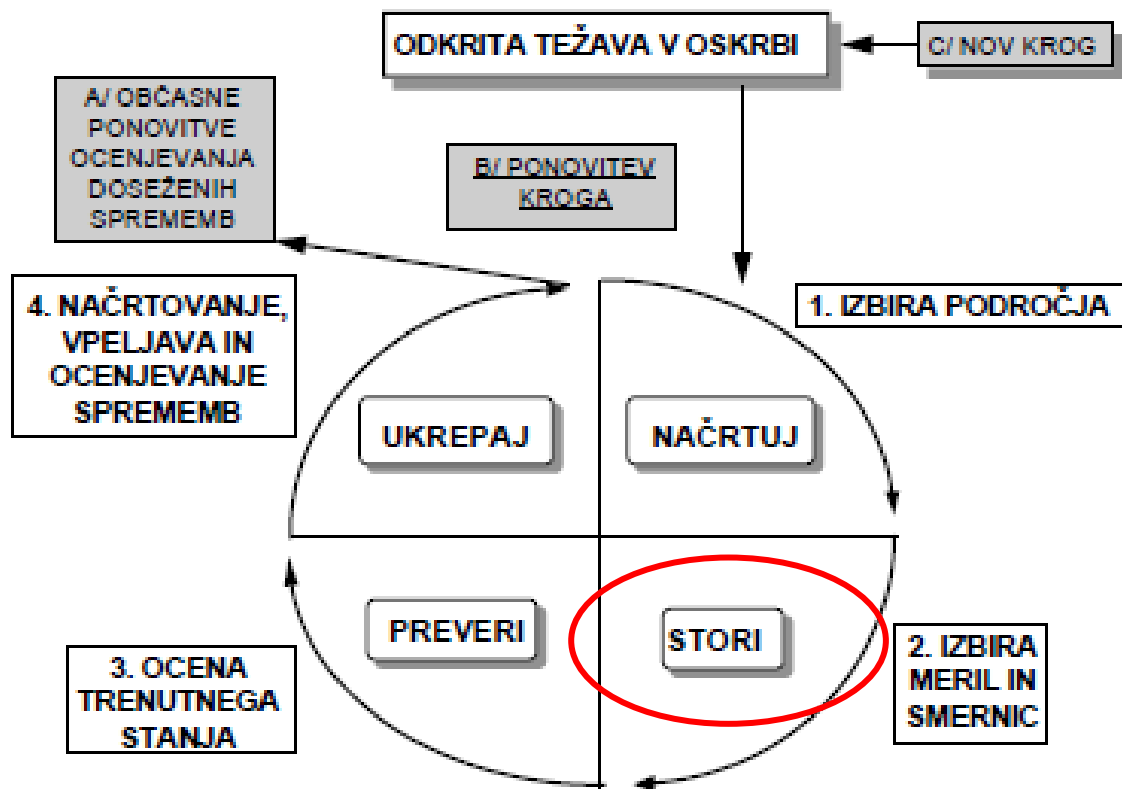 ODKRITA TEŽAVA V OSKRBI
C/ NOV KROG
A/ OBČASNE
PONOVITVE
OCENJEVANJA
DOSEŽENIH
SPREMEMB
B/ PONOVITEV
KROGA
4. NAČRTOVANJE,
VPELJAVA IN
OCENJEVANJE
SPREMEMB
1. IZBIRA PODROČJA
UKREPAJ
NAČRTUJ
PREVERI
STORI
3. OCENA
TRENUTNEGA
STANJA
2. IZBIRA
MERIL IN
SMERNIC